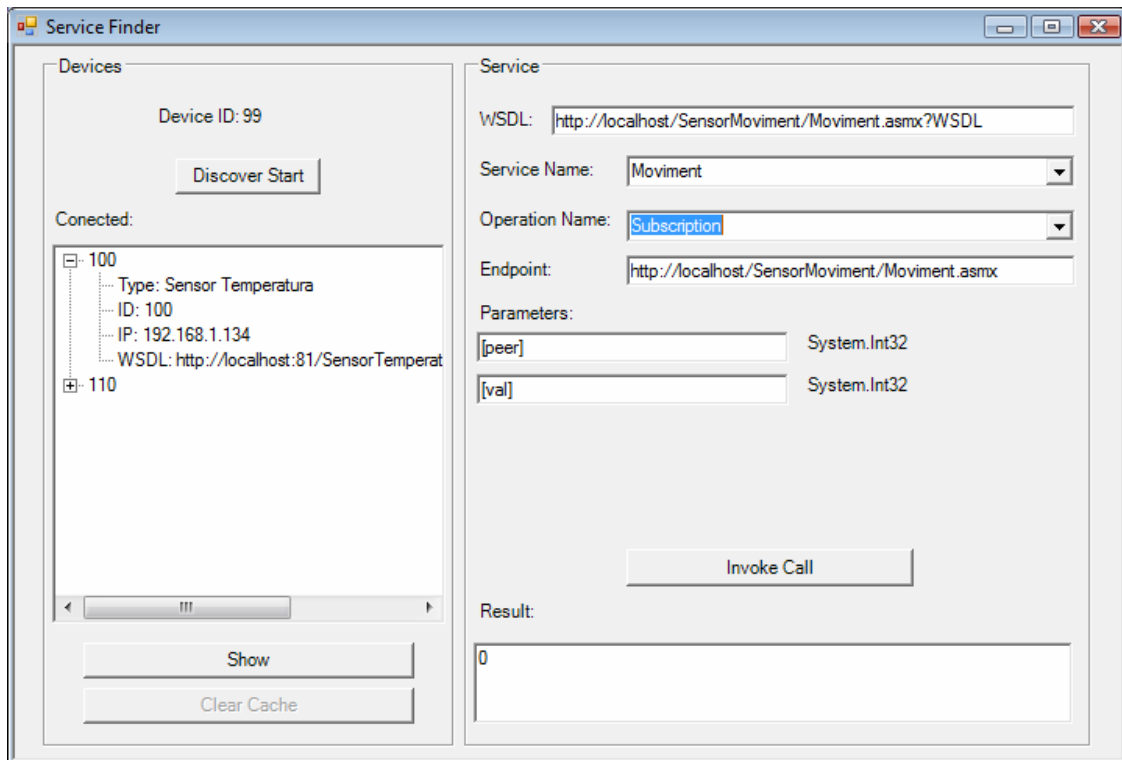 Service Finder
Devices
Device ID: 99
Discover Start
Conected:
100
Type: Sensor Temperatura
ID: 100
IP: 192.168.1.134
WSDL: http://localhost:81/SensorTemperat
110
Show
Clear Cache
Service
WSDL: http://localhost/SensorMoviment/Moviment.asmx?WSDL
Service Name: Moviment
Operation Name: Subscription
Endpoint: http://localhost/SensorMoviment/Moviment.asmx
Parameters:
[peer] System.Int32
[val] System.Int32
Invoke Call
Result:
0